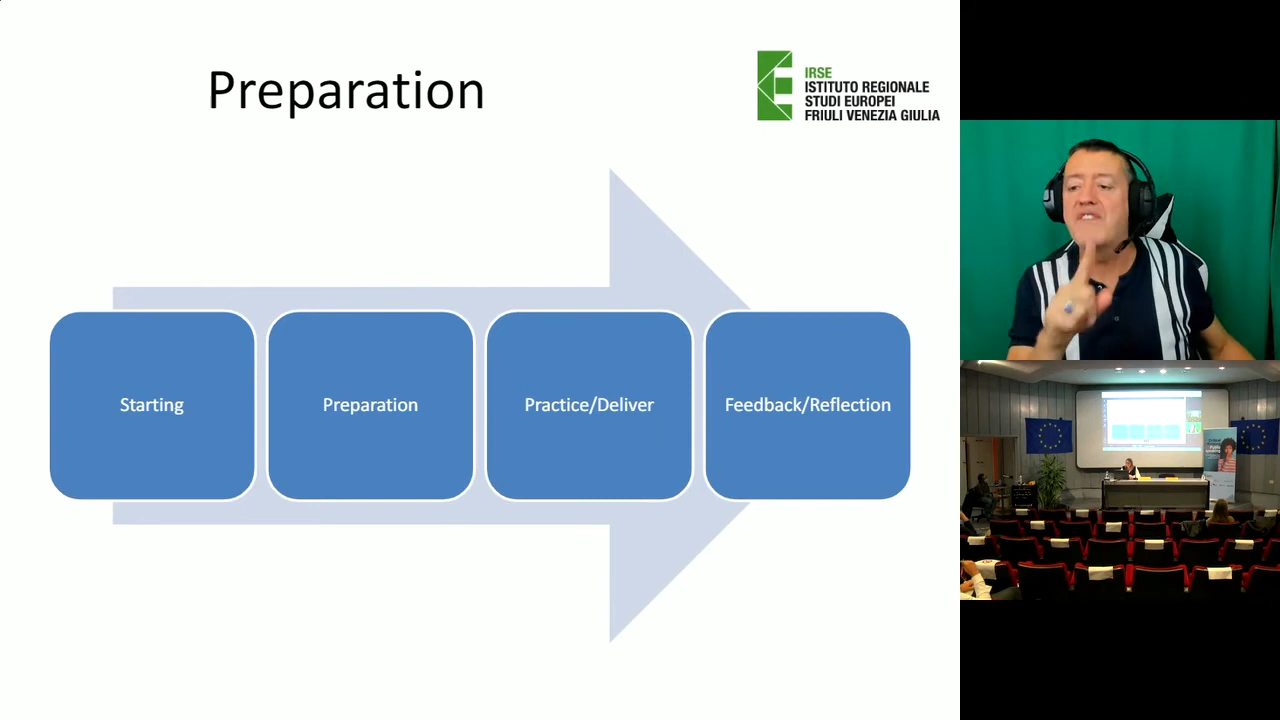 Preparation
IRSE
ISTITUTO REGIONALE
STUDI EUROPEI
FRIULI VENEZIA GIULIA
Starting
Preparation
Practice/Deliver
Feedback/Reflection